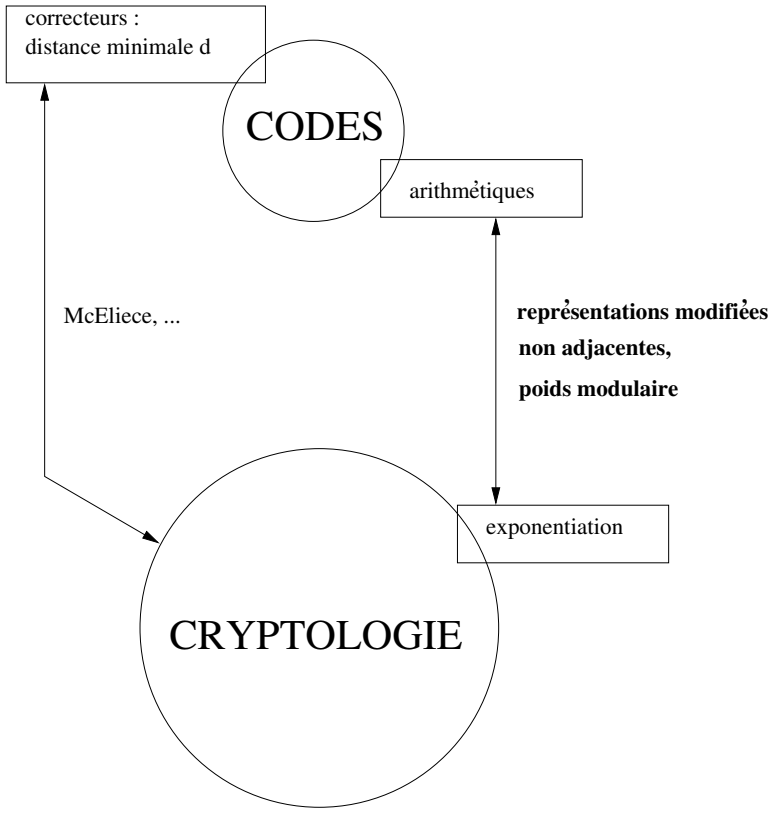 correcteurs :
distance minimale d
CODES
arithmétiques
McEliece, ...
représentations modifiées
non adjacentes,
poids modulaire
exponentiation
CRYPTOLOGIE